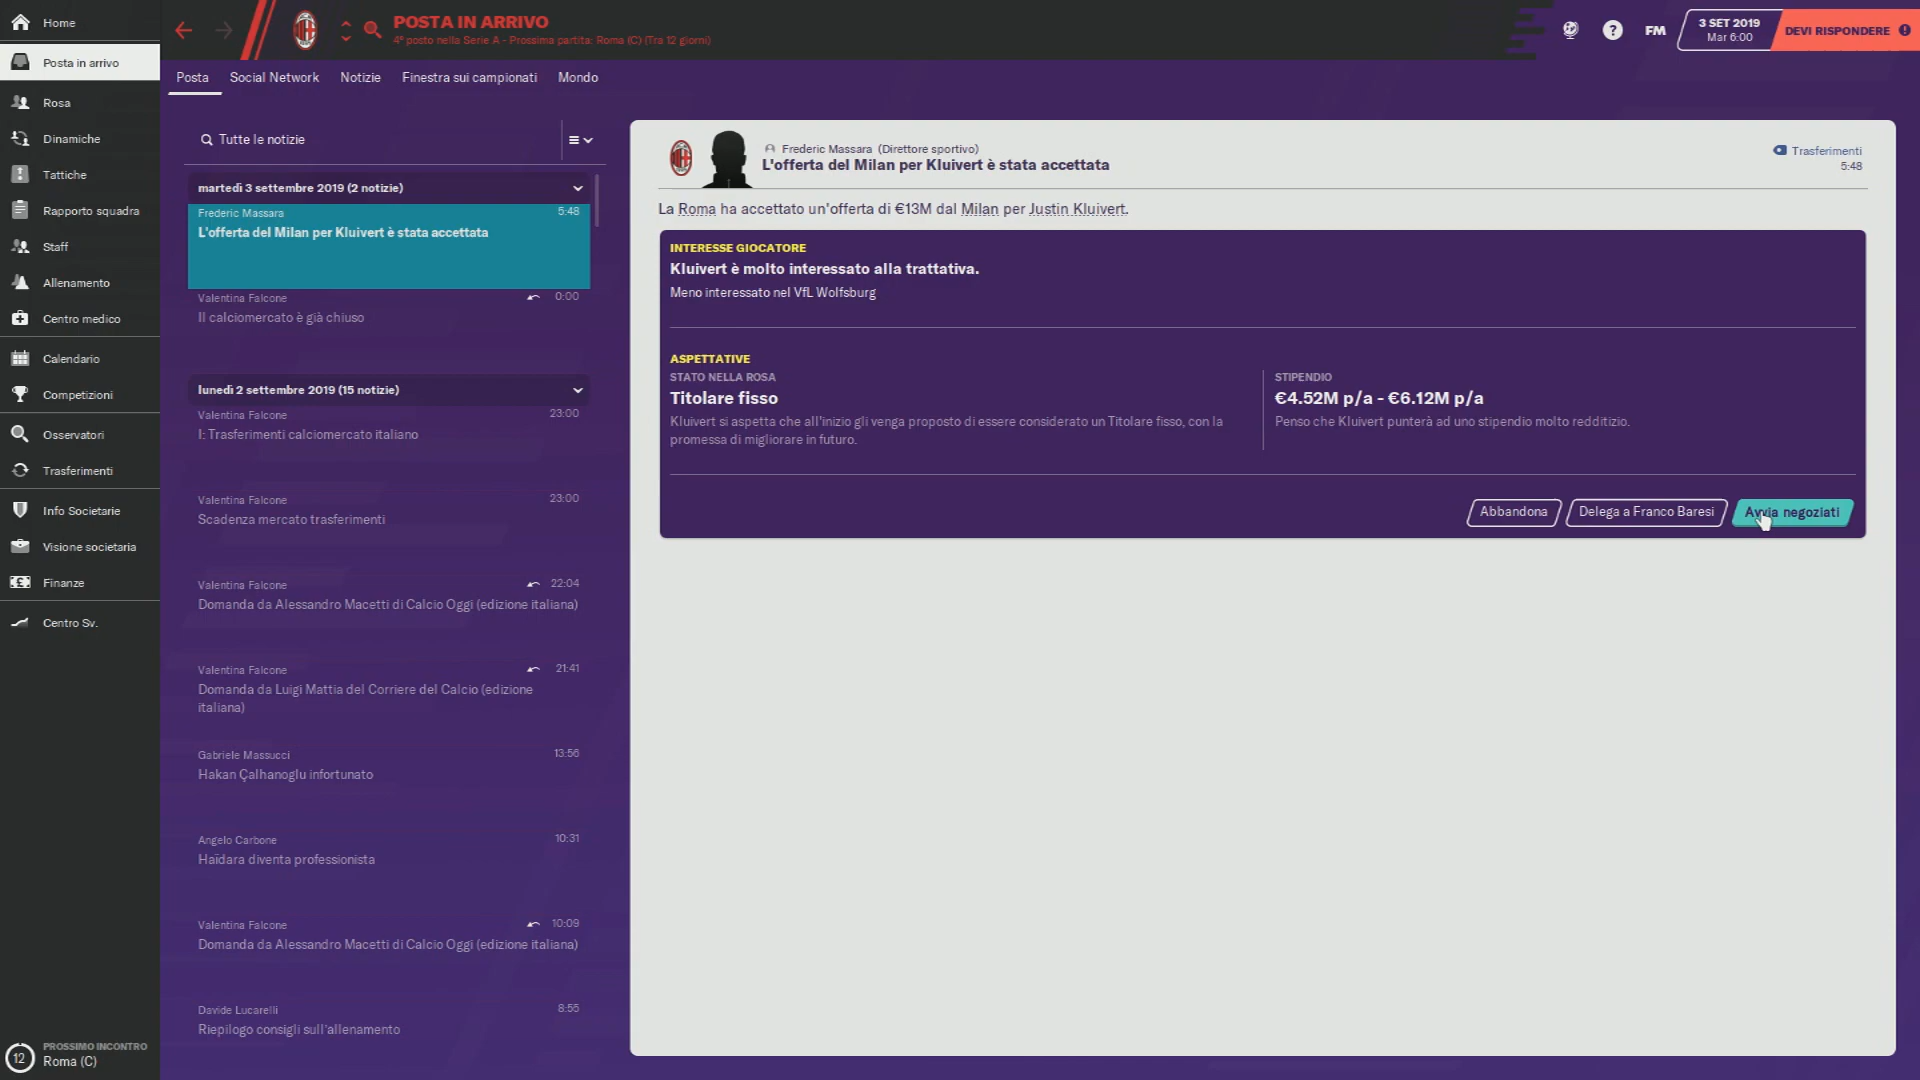 Home
Posta in arrivo
Rosa
Dinamiche
Tattiche
Rapporto squadra
Staff
Allenamento
Centro medico
Calendario
Competizioni
Osservatori
Trasferimenti
Info Societarie
Visione societaria
Finanze
Centro Sv.
12
PROSSIMO INCONTRO
Roma (C)
POSTA IN ARRIVO
4° posto nella Serie A - Prossima partita: Roma (C) (Tra 12 giorni)
?
FM
3 SET 2019
Mar 6:00
DEVI RISPONDERE
Posta Social Network Notizie Finestra sui campionati Mondo
Tutte le notizie
martedì 3 settembre 2019 (2 notizie)
Frederic Massara 5:48
L'offerta del Milan per Kluivert è stata accettata
Valentina Falcone 0:00
Il calciomercato è già chiuso
lunedì 2 settembre 2019 (15 notizie)
Valentina Falcone 23:00
I: Trasferimenti calciomercato italiano
Valentina Falcone 23:00
Scadenza mercato trasferimenti
Valentina Falcone 22:04
Domanda da Alessandro Macetti di Calcio Oggi (edizione italiana)
Valentina Falcone 21:41
Domanda da Luigi Mattia del Corriere del Calcio (edizione
italiana)
Gabriele Massucci 13:56
Hakan Çalhanoglu infortunato
Angelo Carbone 10:31
Haïdara diventa professionista
Valentina Falcone 10:09
Domanda da Alessandro Macetti di Calcio Oggi (edizione italiana)
Davide Lucarelli 8:55
Riepilogo consigli sull'allenamento
Frederic Massara (Direttore sportivo)
L'offerta del Milan per Kluivert è stata accettata
Trasferimenti
5:48
La Roma ha accettato un'offerta di €13M dal Milan per Justin Kluivert.
INTERESSE GIOCATORE
Kluivert è molto interessato alla trattativa.
Meno interessato nel VfL Wolfsburg
ASPETTATIVE
STATO NELLA ROSA
Titolare fisso
Kluivert si aspetta che all'inizio gli venga proposto di essere considerato un Titolare fisso, con la
promessa di migliorare in futuro.
STIPENDIO
€4.52M p/a - €6.12M p/a
Penso che Kluivert punterà ad uno stipendio molto redditizio.
Abbandona
Delega a Franco Baresi
Avvia negoziati